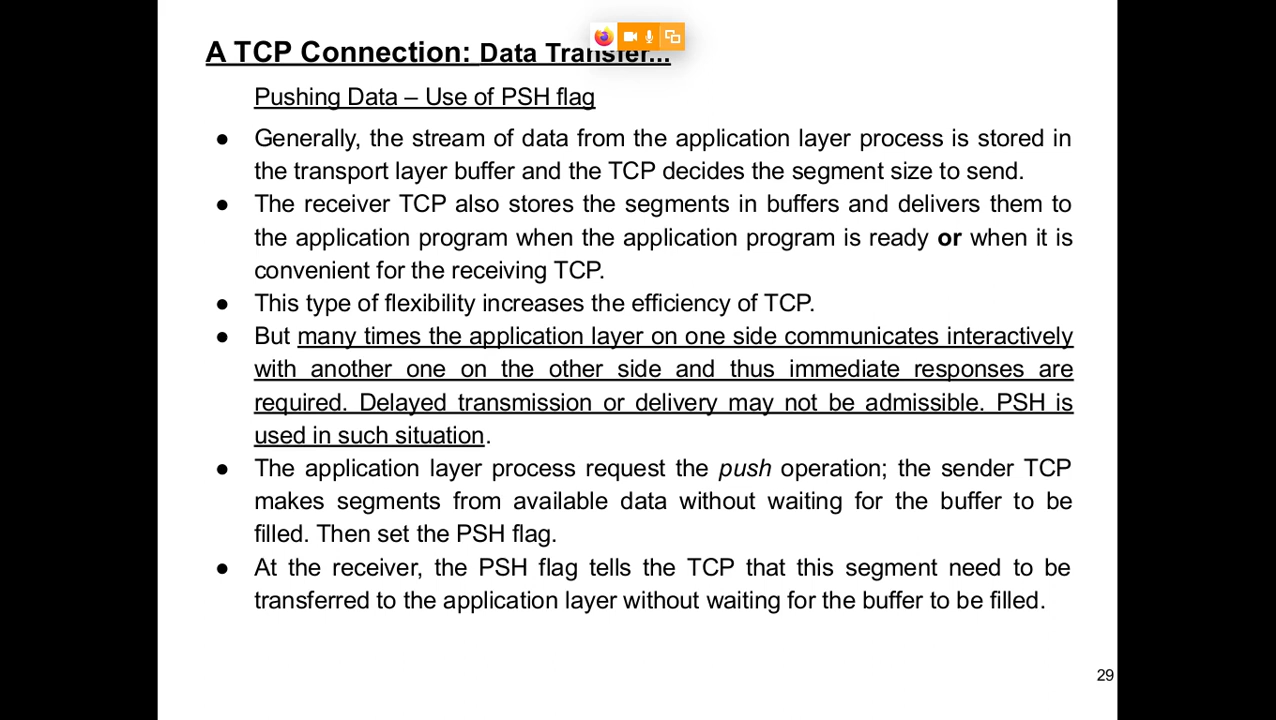 A TCP Connection: Data Transfer...
Pushing Data – Use of PSH flag
● Generally, the stream of data from the application layer process is stored in
the transport layer buffer and the TCP decides the segment size to send.
● The receiver TCP also stores the segments in buffers and delivers them to
the application program when the application program is ready or when it is
convenient for the receiving TCP.
● This type of flexibility increases the efficiency of TCP.
● But many times the application layer on one side communicates interactively
with another one on the other side and thus immediate responses are
required. Delayed transmission or delivery may not be admissible. PSH is
used in such situation.
● The application layer process request the push operation; the sender TCP
makes segments from available data without waiting for the buffer to be
filled. Then set the PSH flag.
● At the receiver, the PSH flag tells the TCP that this segment need to be
transferred to the application layer without waiting for the buffer to be filled.
29